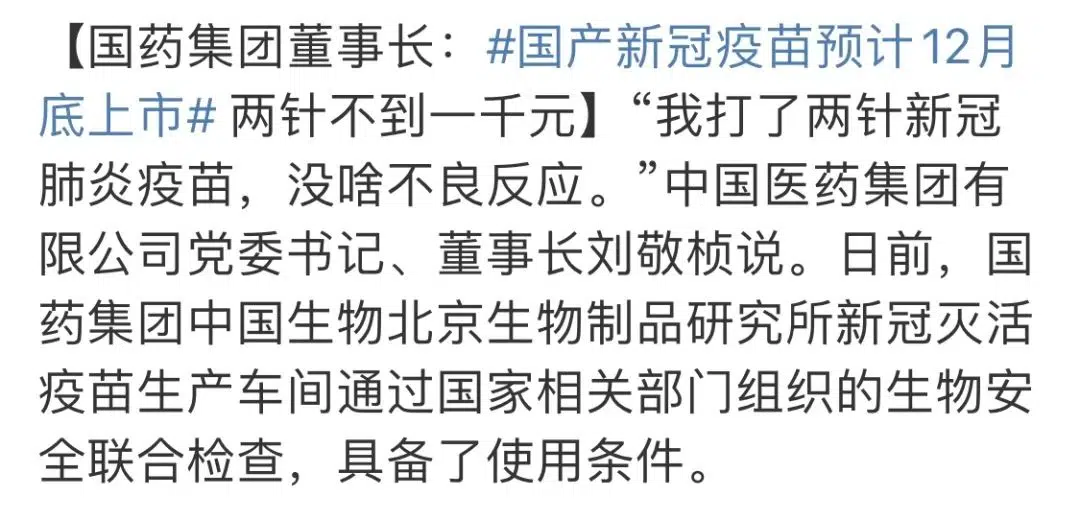 【国药集团董事长：#国产新冠疫苗预计12月
底上市# 两针不到一千元】“我打了两针新冠
肺炎疫苗，没啥不良反应。”中国医药集团有
限公司党委书记、董事长刘敬桢说。日前，国
药集团中国生物北京生物制品研究所新冠灭活
疫苗生产车间通过国家相关部门组织的生物安
全联合检查，具备了使用条件。